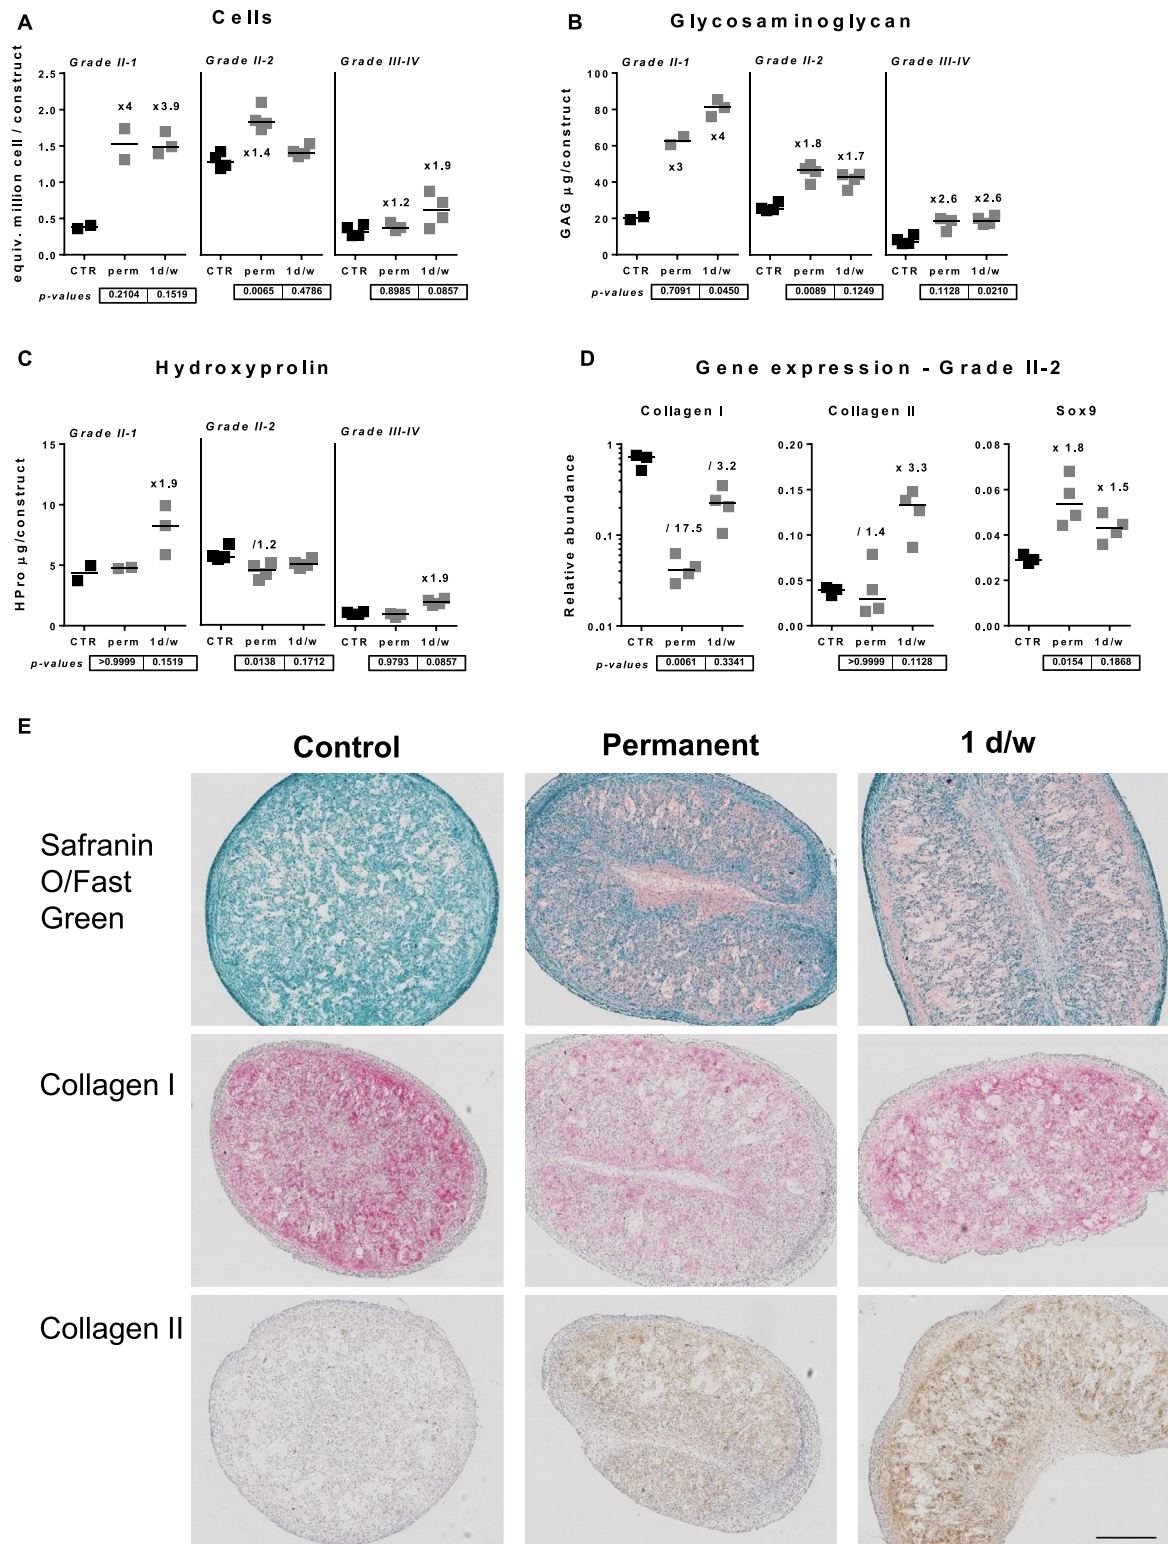 A
Cells
Grade II-1
Grade II-2
Grade III-IV
equiv. million cell / construct
2.5
2.0
1.5
1.0
0.5
0.0
x4
x3.9
x1.4
x1.2
x1.9
CTR perm 1d/w
CTR perm 1d/w
CTR perm 1d/w
p-values
0.2104 0.1519
0.0065 0.4786
0.8985 0.0857
B
Glycosaminoglycan
Grade II-1
Grade II-2
Grade III-IV
GAG µg/construct
100
80
60
40
20
0
x3
x4
x1.8
x1.7
x2.6
x2.6
CTR perm 1d/w
CTR perm 1d/w
CTR perm 1d/w
p-values
0.7091 0.0450
0.0089 0.1249
0.1128 0.0210
C
Hydroxyprolin
Grade II-1
Grade II-2
Grade III-IV
HPro µg/construct
15
10
5
0
x1.9
/1.2
x1.9
CTR perm 1d/w
CTR perm 1d/w
CTR perm 1d/w
p-values
>0.9999 0.1519
0.0138 0.1712
0.9793 0.0857
D
Gene expression - Grade II-2
Collagen I
Collagen II
Sox9
Relative abundance
1
0.1
0.01
/ 17.5
/ 3.2
CTR perm 1d/w
0.20
0.15
0.10
0.05
0.00
/ 1.4
x 3.3
CTR perm 1d/w
0.08
0.06
0.04
0.02
0.00
x 1.8
x 1.5
CTR perm 1d/w
p-values
0.0061 0.3341
>0.9999 0.1128
0.0154 0.1868
E
Control
Permanent
1 d/w
Safranin
O/Fast
Green
Collagen I
Collagen II